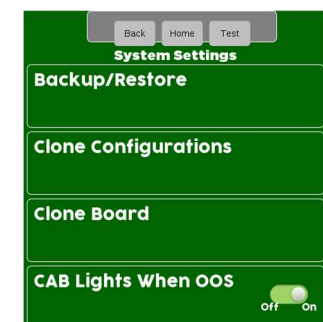 Back Home Test
System Settings
Backup/Restore
Clone Configurations
Clone Board
CAB Lights When OOS
Off On